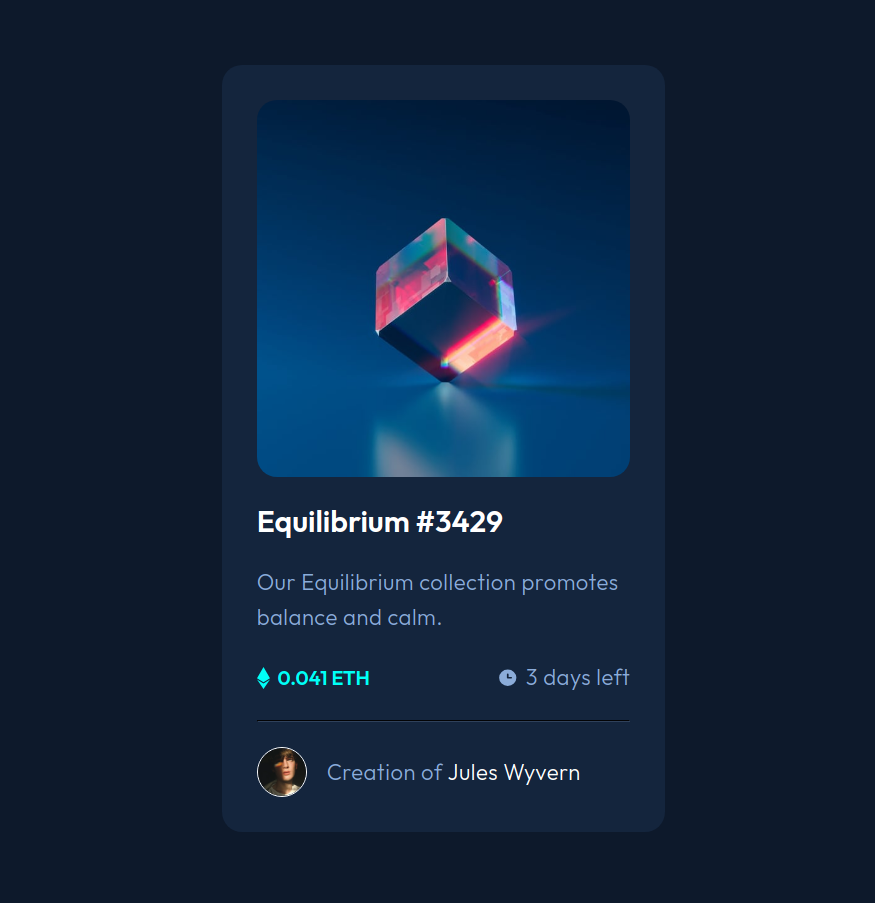 Equilibrium #3429
Our Equilibrium collection promotes
balance and calm.
0.041 ETH
3 days left
Creation of Jules Wyvern